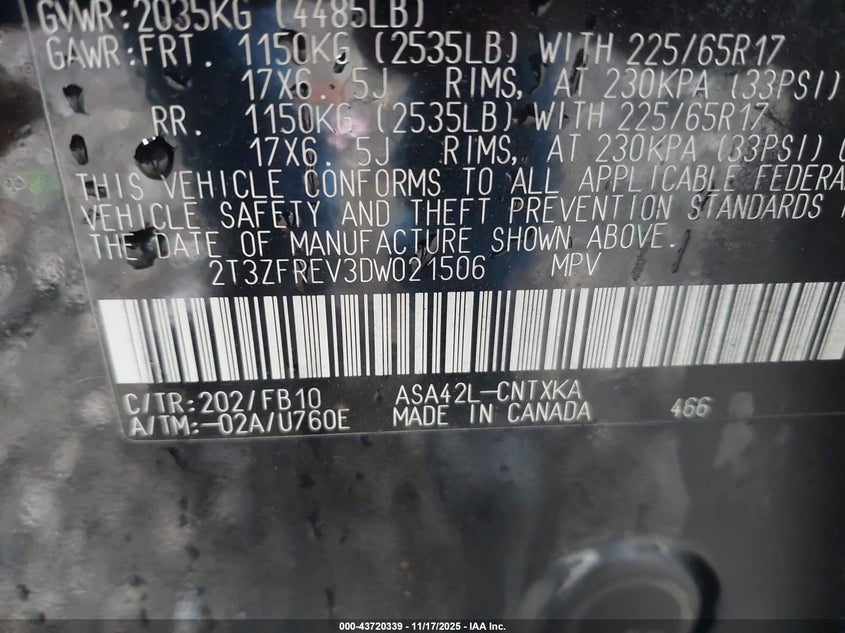 GVWR:2035KG (4485LB)
GAWR:FRT. 1150KG (2535LB) WITH 225/65R17
17X6. 5J RIMS, AT 230KPA (33PSI)
RR. 1150KG (2535LB) WITH 225/65R17
17X6. 5J RIMS, AT 230KPA (33PSI)
THIS VEHICLE CONFORMS TO ALL APPLICABLE FEDERA
VEHICLE SAFETY AND THEFT PREVENTION STANDARDS
THE DATE OF MANUFACTURE SHOWN ABOVE.
2T3ZFREV3DW021506 MPV
C/TR:202/FB10 ASA42L-CNTXKA
A/TM:-02A/U760E MADE IN CANADA 466
000-43720339 - 11/17/2025 - IAA Inc.